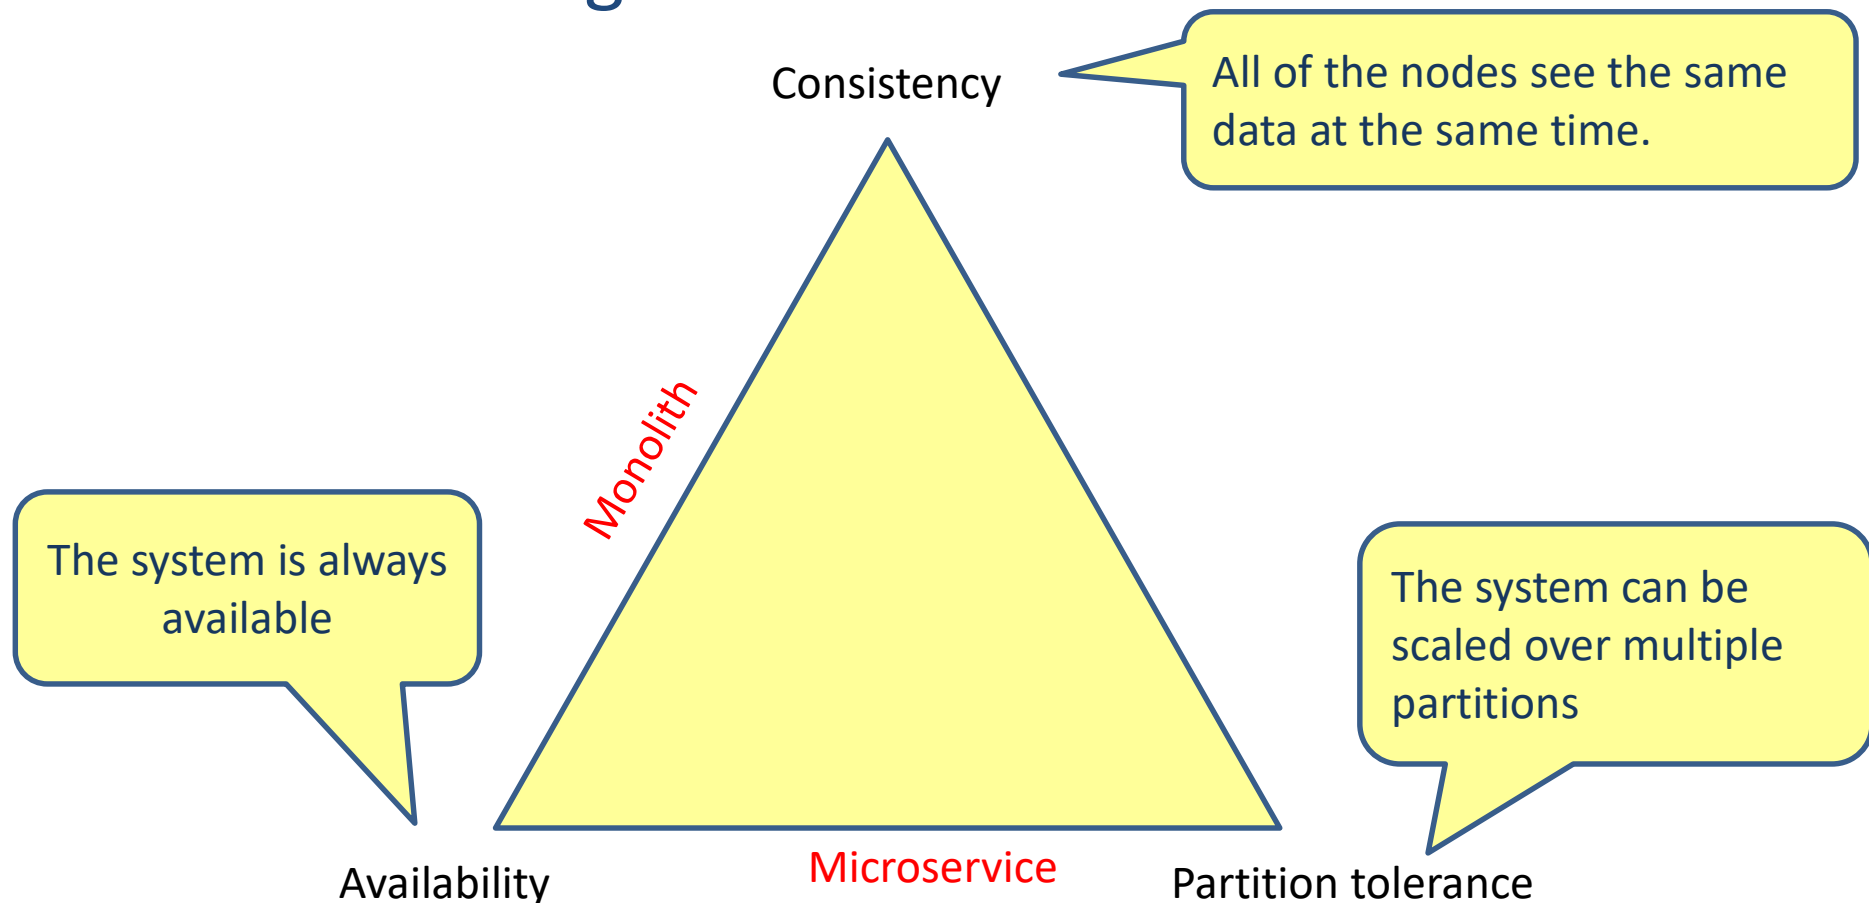 Consistency
All of the nodes see the same
data at the same time.
Monolith
The system is always
available
The system can be
scaled over multiple
partitions
Availability
Microservice
Partition tolerance